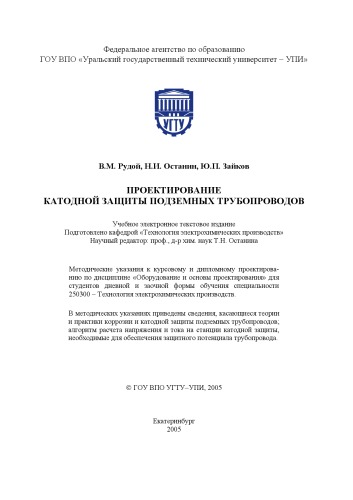 Федеральное агентство по образованию
ГОУ ВПО «Уральский государственный технический университет – УПИ»
УГТУ
В.М. Рудой, Н.И. Останин, Ю.П. Зайков
ПРОЕКТИРОВАНИЕ
КАТОДНОЙ ЗАЩИТЫ ПОДЗЕМНЫХ ТРУБОПРОВОДОВ
Учебное электронное текстовое издание
Подготовлено кафедрой «Технология электрохимических производств»
Научный редактор: проф., д-р хим. наук Т.Н. Останина
Методические указания к курсовому и дипломному проектирова-
нию по дисциплине «Оборудование и основы проектирования» для
студентов дневной и заочной формы обучения специальности
250300 – Технология электрохимических производств.
В методических указаниях приведены сведения, касающиеся теории
и практики коррозии и катодной защиты подземных трубопроводов,
алгоритм расчета напряжения и тока на станции катодной защиты,
необходимые для обеспечения защитного потенциала трубопровода.
© ГОУ ВПО УГТУ–УПИ, 2005
Екатеринбург
2005